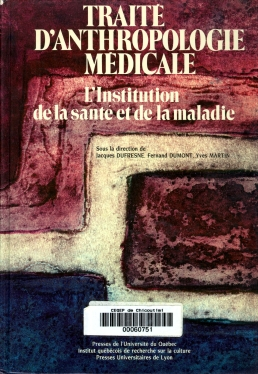 TRAITÉ
D'ANTHROPOLOGIE
MÉDICALE
L'Institution
de la santé et de la maladie
Sous la direction de
Jacques DUFRESNE, Fernand DUMONT, Yves MARTIN
CEGEP de Chicoutimi
00060751
Presses de l'Université du Québec
Institut québécois de recherche sur la culture
Presses Universitaires de Lyon